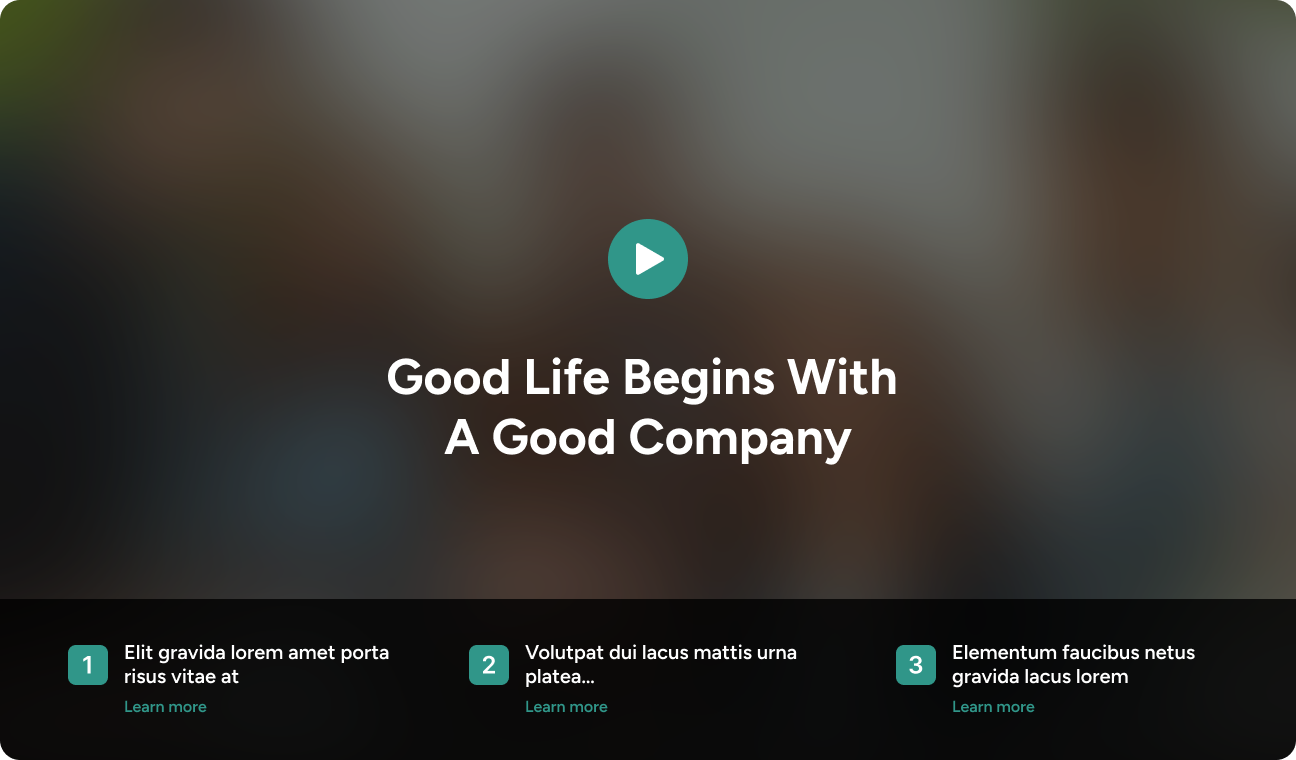 Good Life Begins With
A Good Company
1
Elit gravida lorem amet porta
risus vitae at
Learn more
2
Volutpat dui lacus mattis urna
platea...
Learn more
3
Elementum faucibus netus
gravida lacus lorem
Learn more